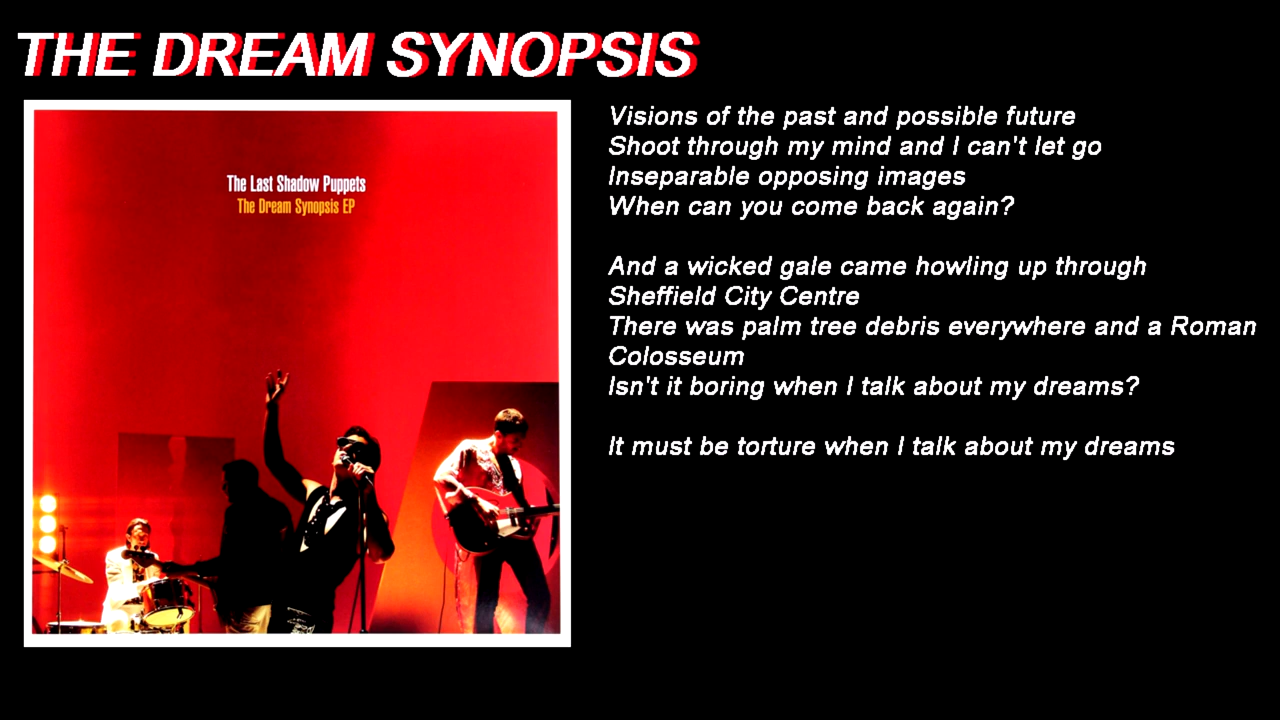 THE DREAM SYNOPSIS
The Last Shadow Puppets
The Dream Synopsis EP
Visions of the past and possible future
Shoot through my mind and I can't let go
Inseparable opposing images
When can you come back again?
And a wicked gale came howling up through
Sheffield City Centre
There was palm tree debris everywhere and a Roman
Colosseum
Isn't it boring when I talk about my dreams?
It must be torture when I talk about my dreams